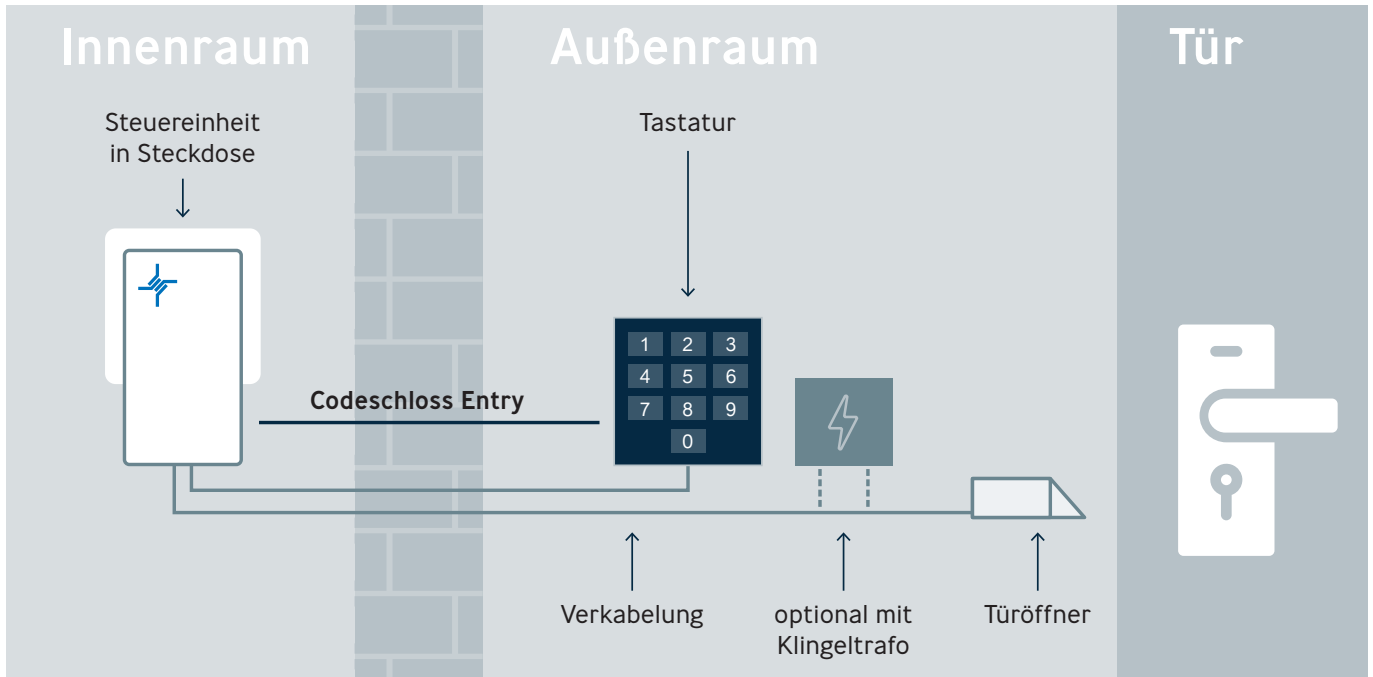 Innenraum
Außenraum
Tür
Steuereinheit
in Steckdose
Tastatur
1 2 3
4 5 6
7 8 9
0
Codeschloss Entry
Verkabelung
optional mit
Klingeltrafo
Türöffner